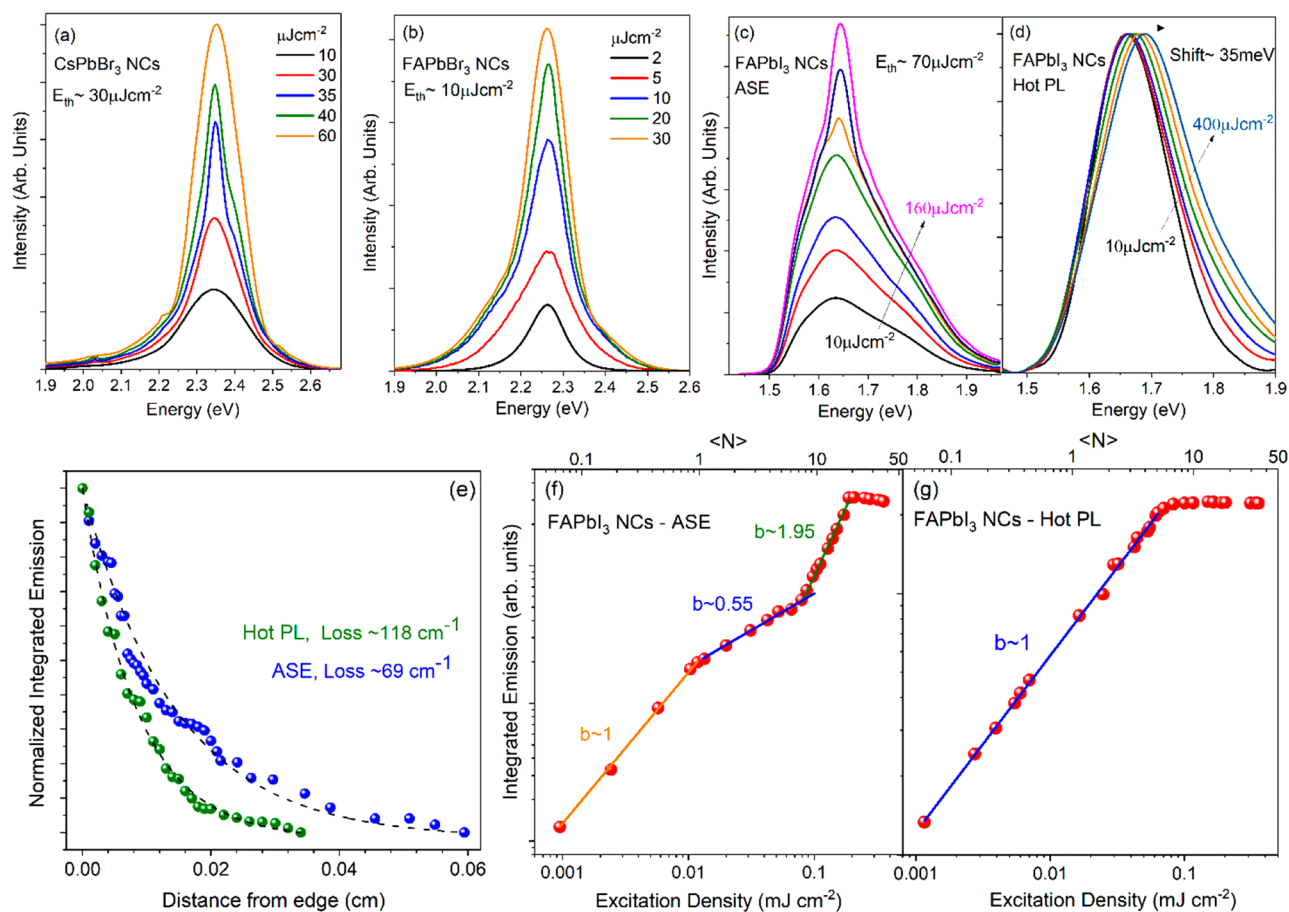 (a)
CsPbBr₃ NCs
E_th~ 30μJcm⁻²
μJcm⁻²
10
30
35
40
60
Intensity (Arb. Units)
1.9 2.0 2.1 2.2 2.3 2.4 2.5 2.6
Energy (eV)
(b)
FAPbBr₃ NCs
E_th~ 10μJcm⁻²
μJcm⁻²
2
5
10
20
30
Intensity (Arb. Units)
1.9 2.0 2.1 2.2 2.3 2.4 2.5 2.6
Energy (eV)
(c)
FAPbI₃ NCs
ASE
E_th~ 70μJcm⁻²
160μJcm⁻²
10μJcm⁻²
Intensity (Arb. Units)
1.5 1.6 1.7 1.8 1.9
Energy (eV)
(d)
FAPbI₃ NCs
Hot PL
Shift~ 35meV
400μJcm⁻²
10μJcm⁻²
1.5 1.6 1.7 1.8 1.9
Energy (eV)
(e)
Hot PL, Loss ~118 cm⁻¹
ASE, Loss ~69 cm⁻¹
Normalized Integrated Emission
0.00 0.02 0.04 0.06
Distance from edge (cm)
<N>
0.1 1 10 50
(f)
FAPbI₃ NCs - ASE
b~1.95
b~0.55
b~1
Integrated Emission (arb. units)
0.001 0.01 0.1
Excitation Density (mJ cm⁻²)
<N>
0.1 1 10 50
(g)
FAPbI₃ NCs - Hot PL
b~1
0.001 0.01 0.1
Excitation Density (mJ cm⁻²)